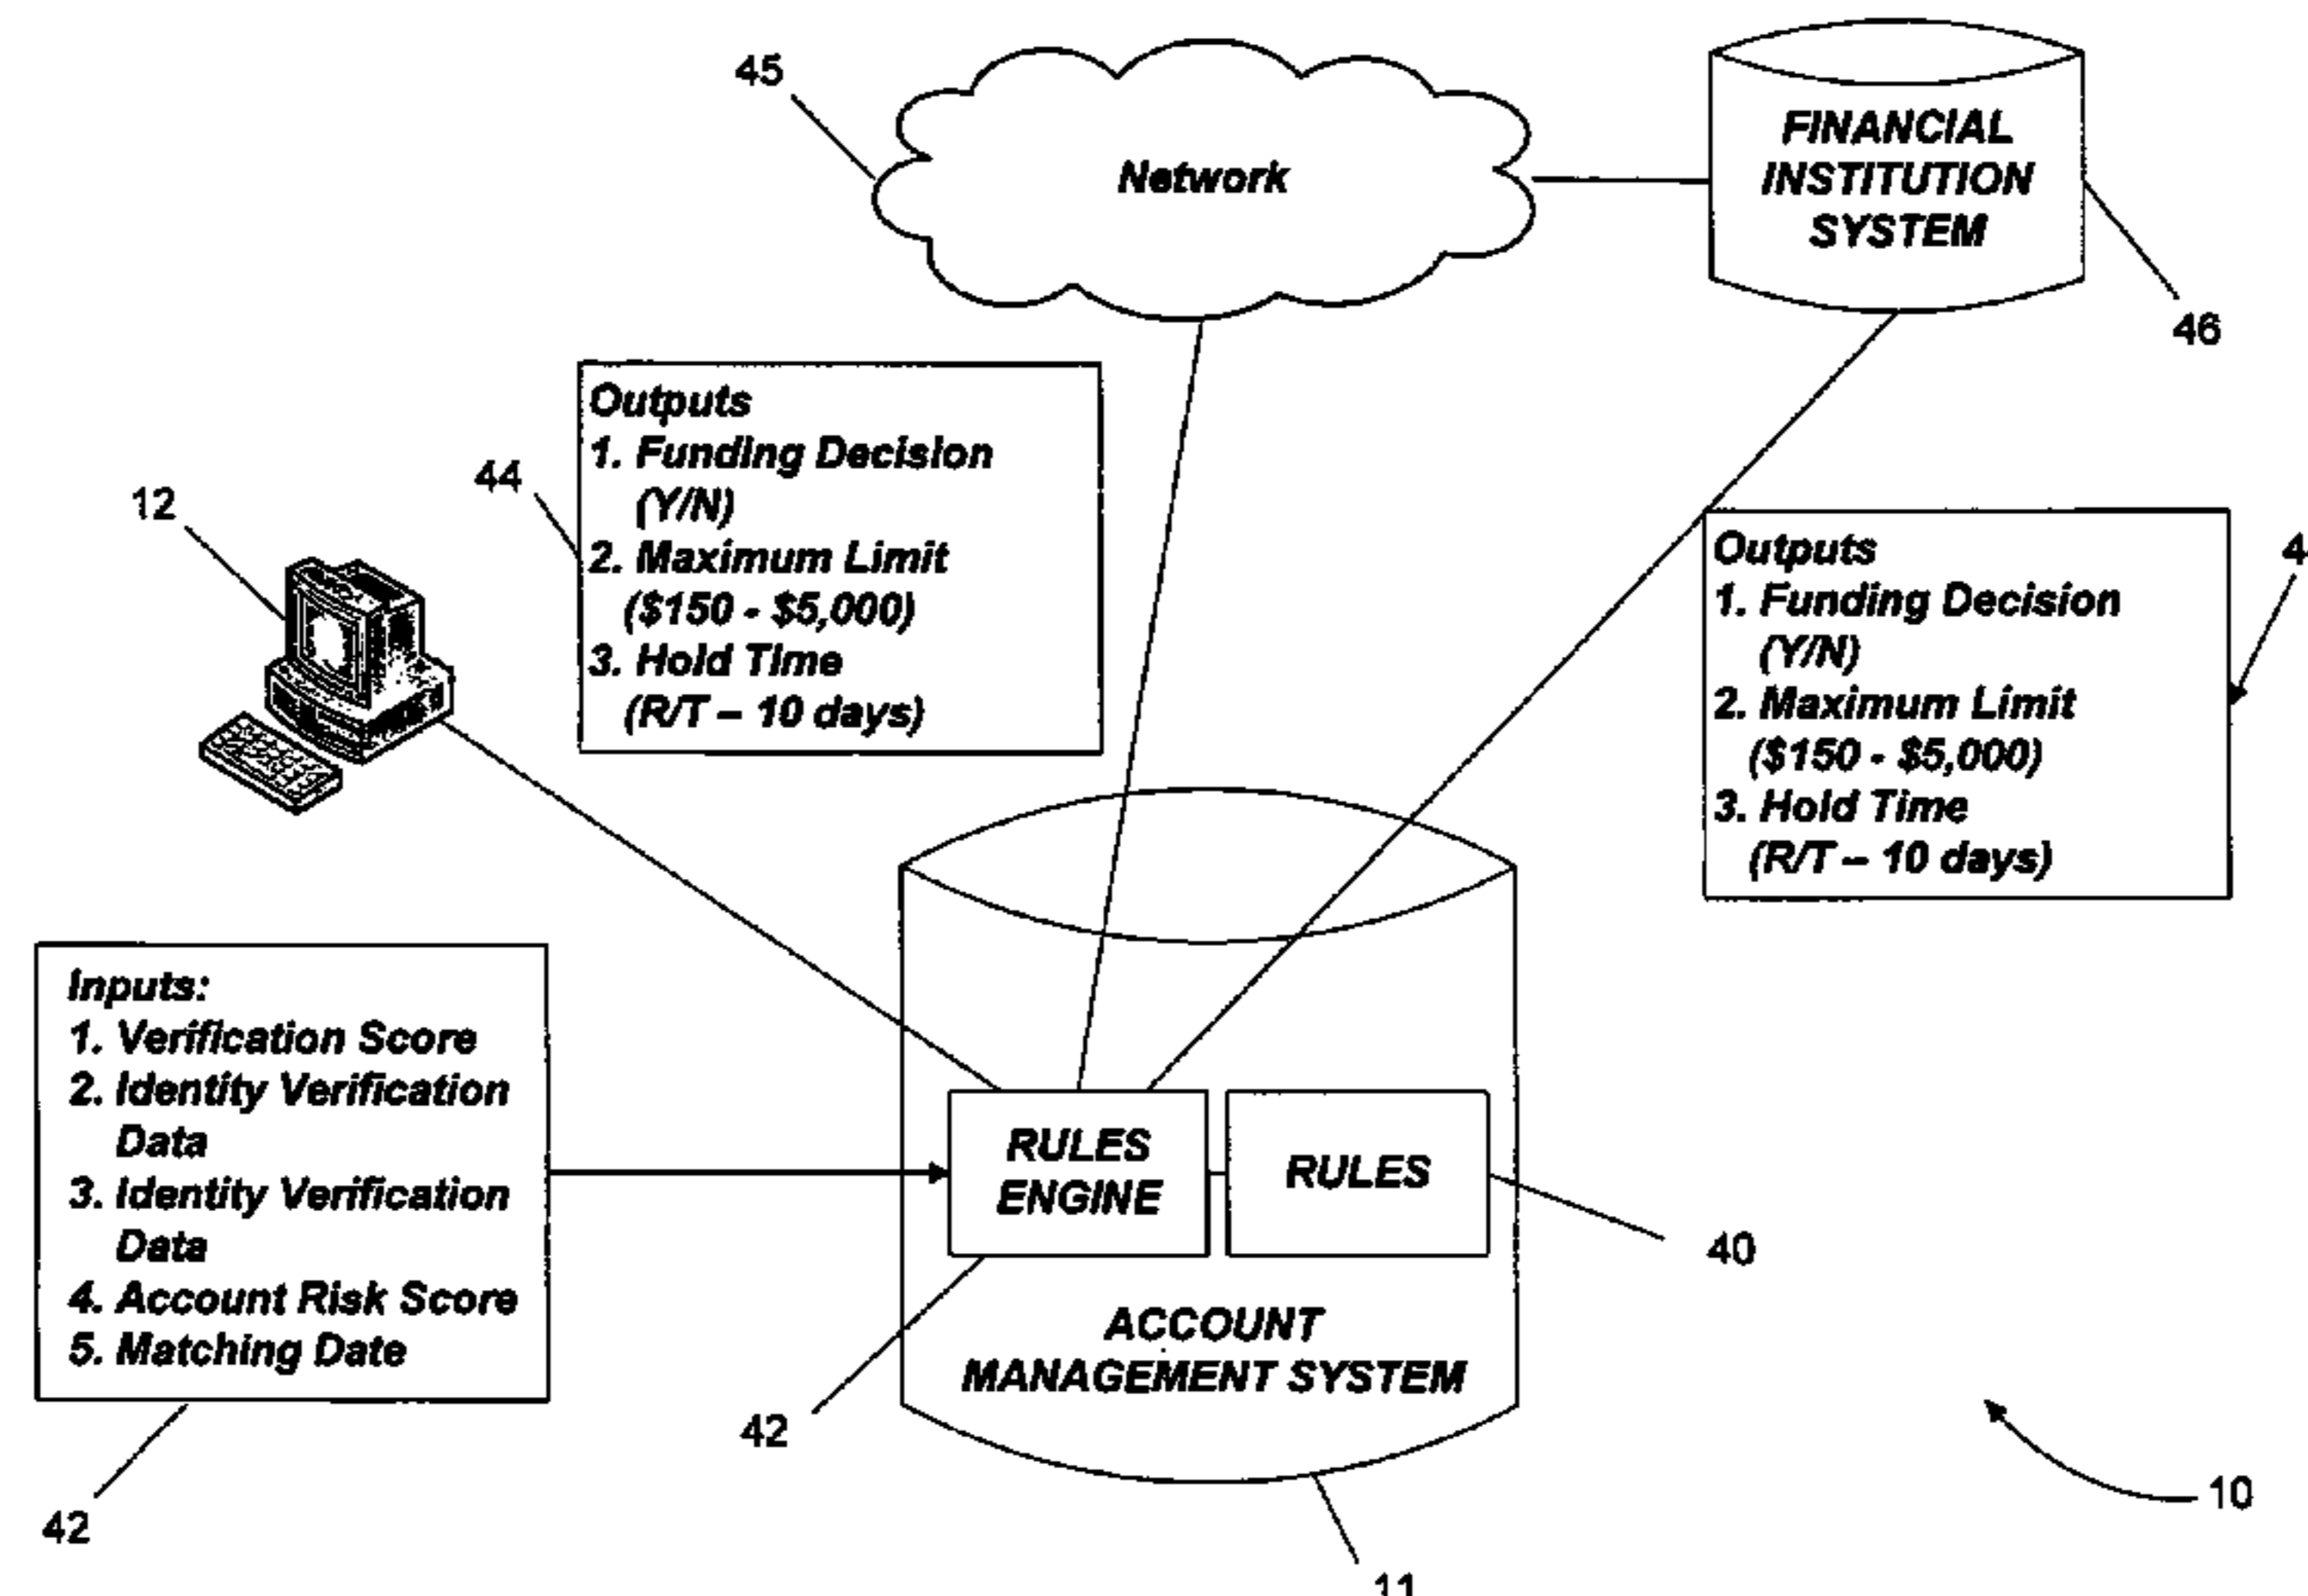 45
Network
FINANCIAL
INSTITUTION
SYSTEM
46
Outputs
1. Funding Decision
(Y/N)
2. Maximum Limit
($150 - $5,000)
3. Hold Time
(R/T – 10 days)
44
12
Outputs
1. Funding Decision
(Y/N)
2. Maximum Limit
($150 - $5,000)
3. Hold Time
(R/T – 10 days)
Inputs:
1. Verification Score
2. Identity Verification
Data
3. Identity Verification
Data
4. Account Risk Score
5. Matching Date
42
RULES
ENGINE
RULES
40
ACCOUNT
MANAGEMENT SYSTEM
42
10
11